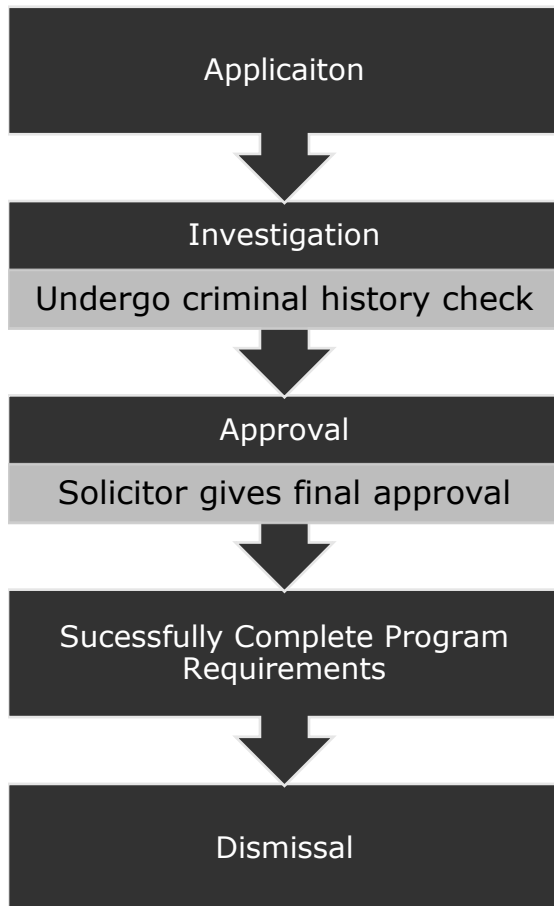 Applicaiton
Investigation
Undergo criminal history check
Approval
Solicitor gives final approval
Sucessfully Complete Program
Requirements
Dismissal